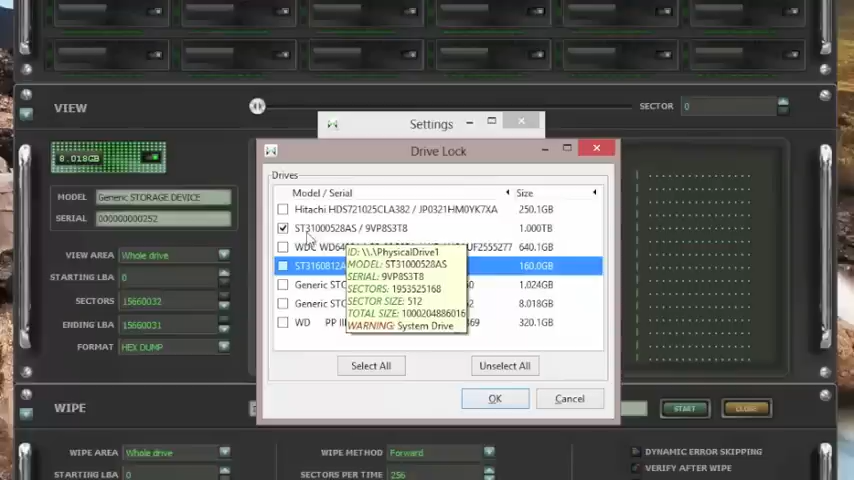 VIEW
SECTOR 0
Settings
8.018GB
Drive Lock
Drives
Model / Serial Size
MODEL Generic STORAGE DEVICE
SERIAL 000000000252
Hitachi HDS721025CLA382 / JP0321HM0YK7XA 250.1GB
ST31000528AS / 9VP8S3T8 1.000TB
640.1GB
ST3160812A 160.0GB
Generic 1.024GB
Generic 8.018GB
WD 320.1GB
ID: \\.\PhysicalDrive1
MODEL: ST31000528AS
SERIAL: 9VP8S3T8
SECTORS: 1953525168
SECTOR SIZE: 512
TOTAL SIZE: 1000204886016
WARNING: System Drive
VIEW AREA Whole drive
STARTING LBA 0
SECTORS 15660032
ENDING LBA 15660031
FORMAT HEX DUMP
Select All Unselect All
OK Cancel
WIPE
START CLOSE
WIPE AREA Whole drive
STARTING LBA 0
WIPE METHOD Forward
SECTORS PER TIME 256
DYNAMIC ERROR SKIPPING
VERIFY AFTER WIPE